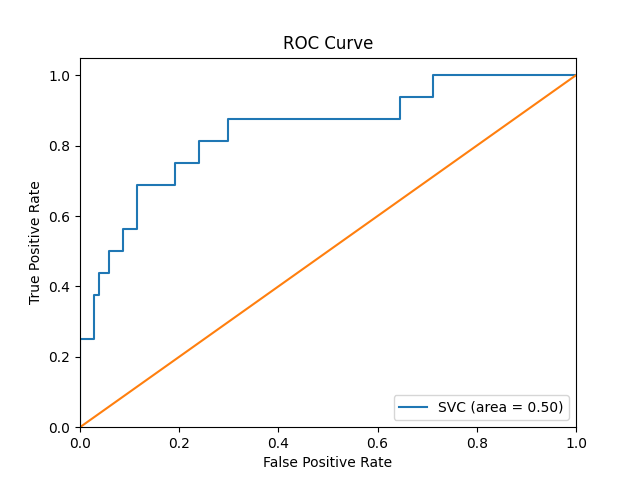 ROC Curve
True Positive Rate
1.0
0.8
0.6
0.4
0.2
0.0
0.0 0.2 0.4 0.6 0.8 1.0
False Positive Rate
SVC (area = 0.50)